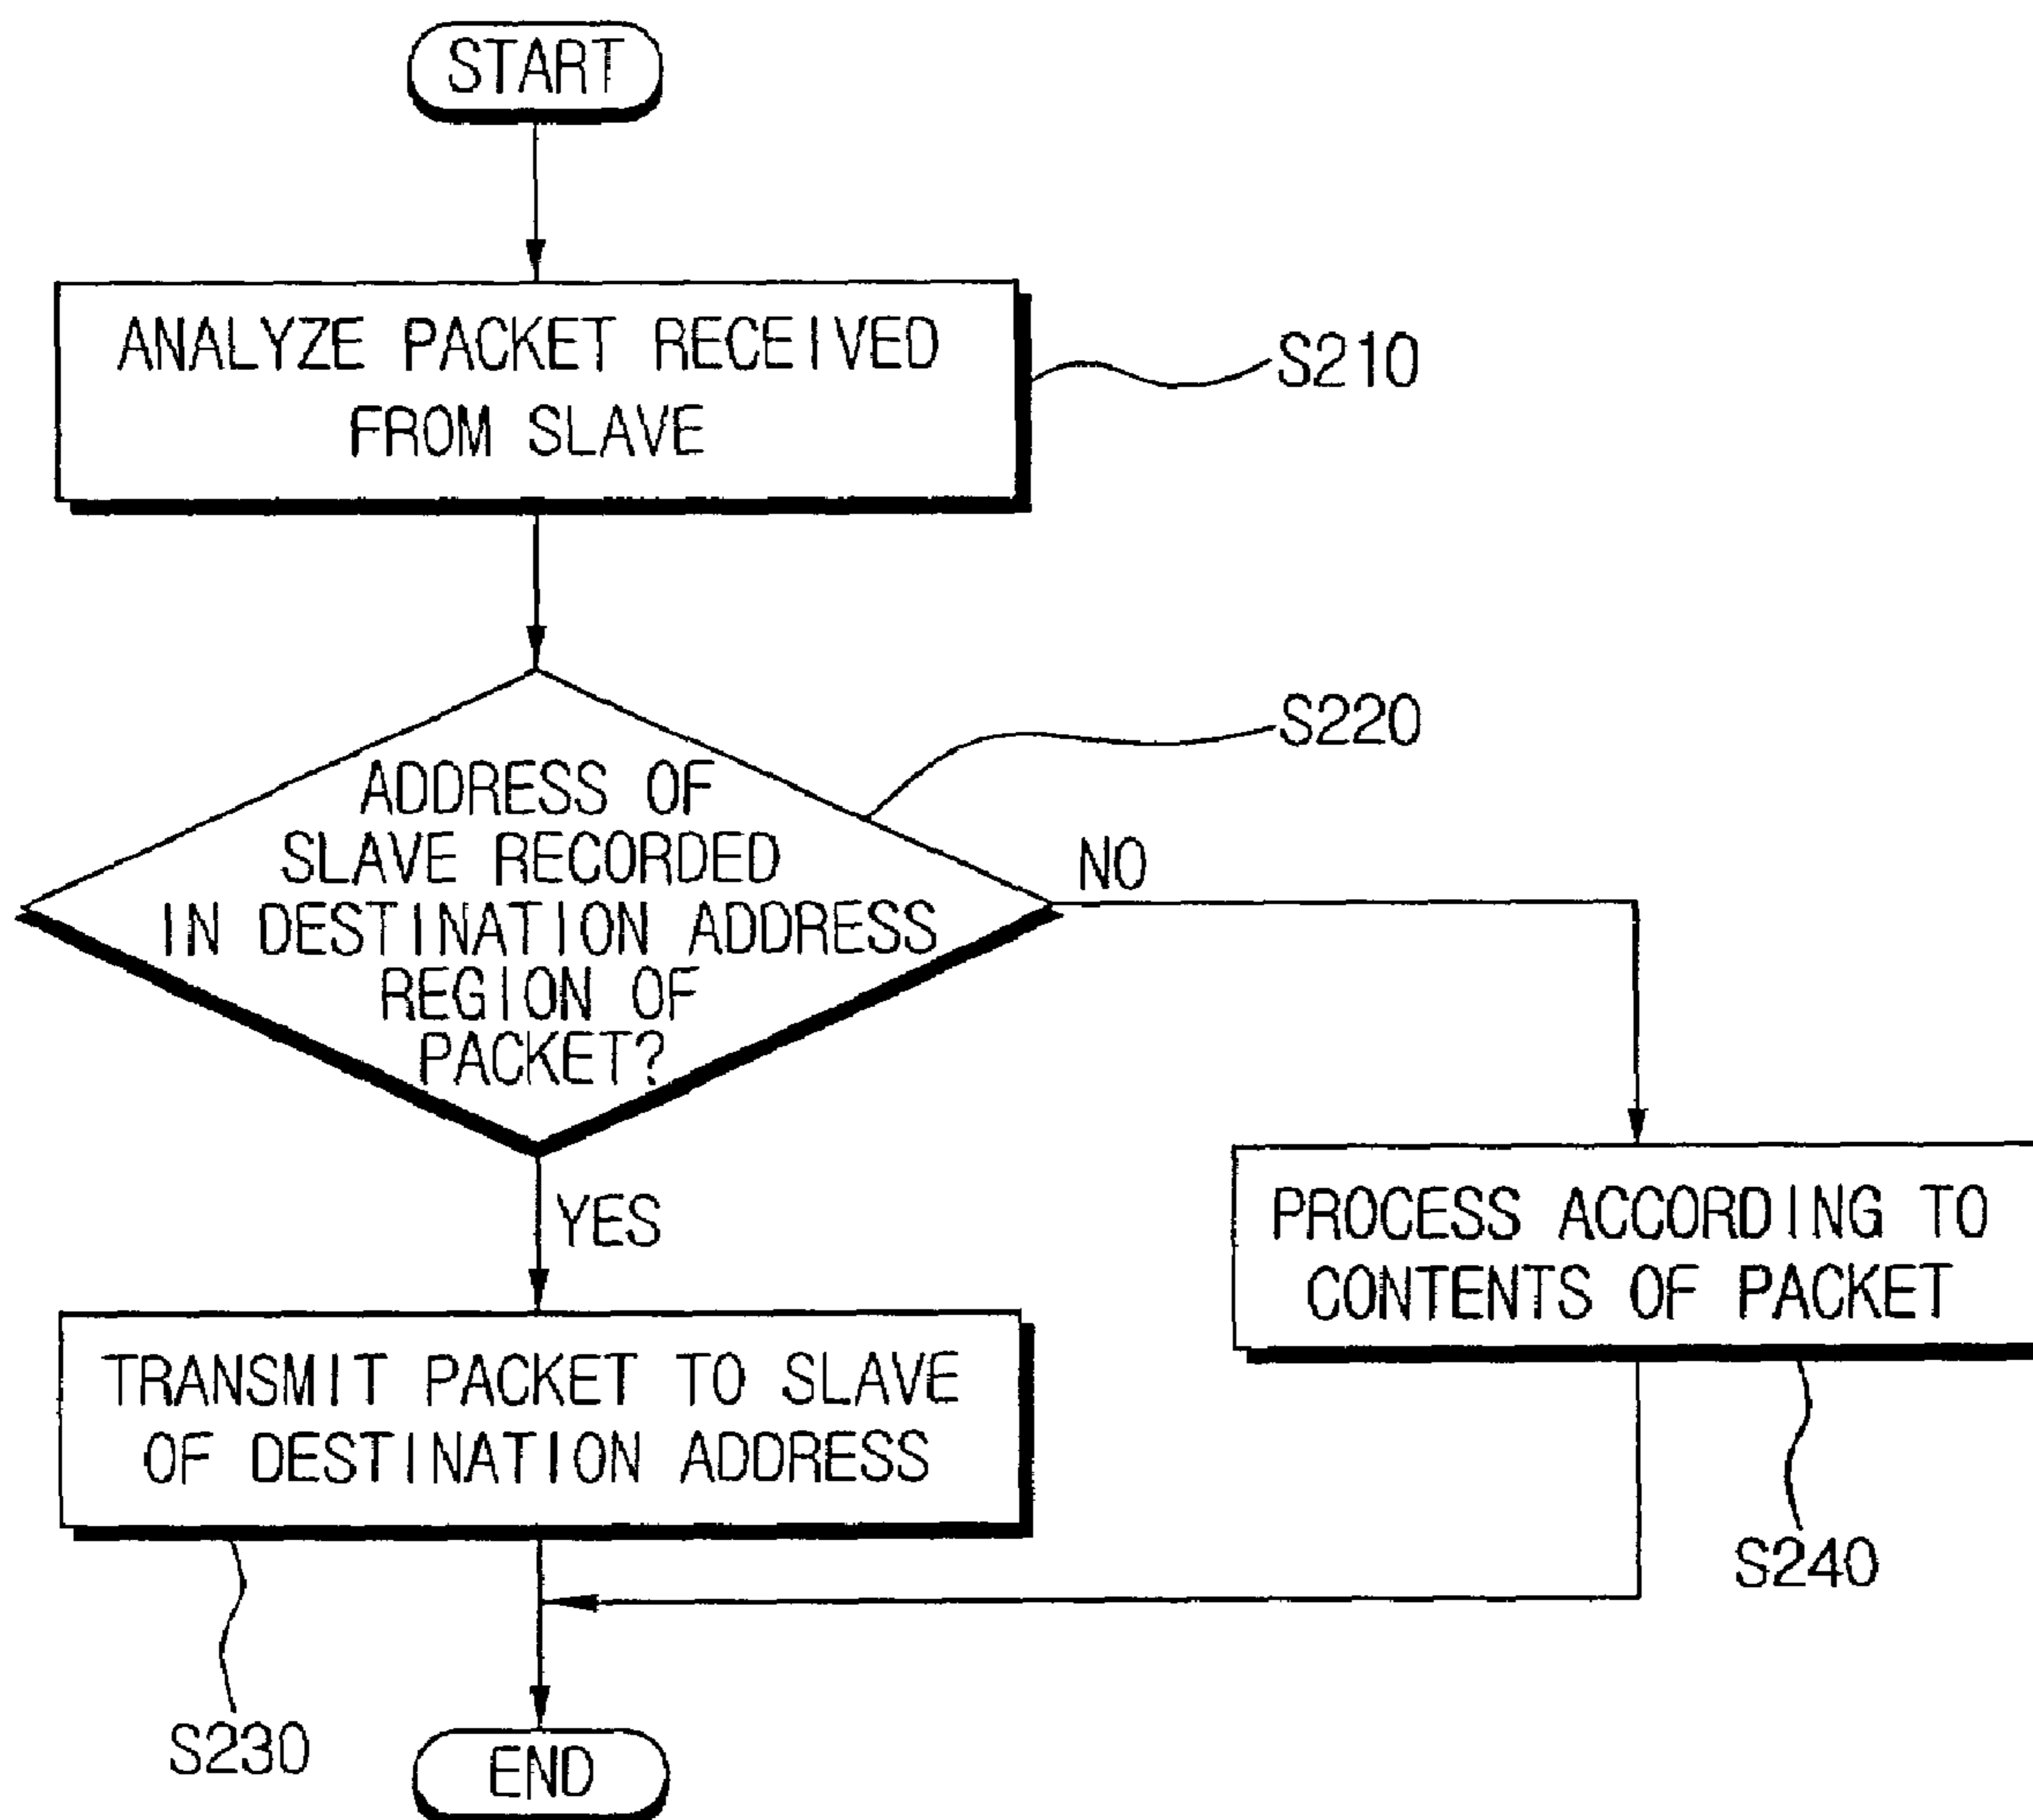 START
ANALYZE PACKET RECEIVED
FROM SLAVE
S210
S220
ADDRESS OF
SLAVE RECORDED
IN DESTINATION ADDRESS
REGION OF
PACKET?
NO
YES
PROCESS ACCORDING TO
CONTENTS OF PACKET
TRANSMIT PACKET TO SLAVE
OF DESTINATION ADDRESS
S240
S230
END